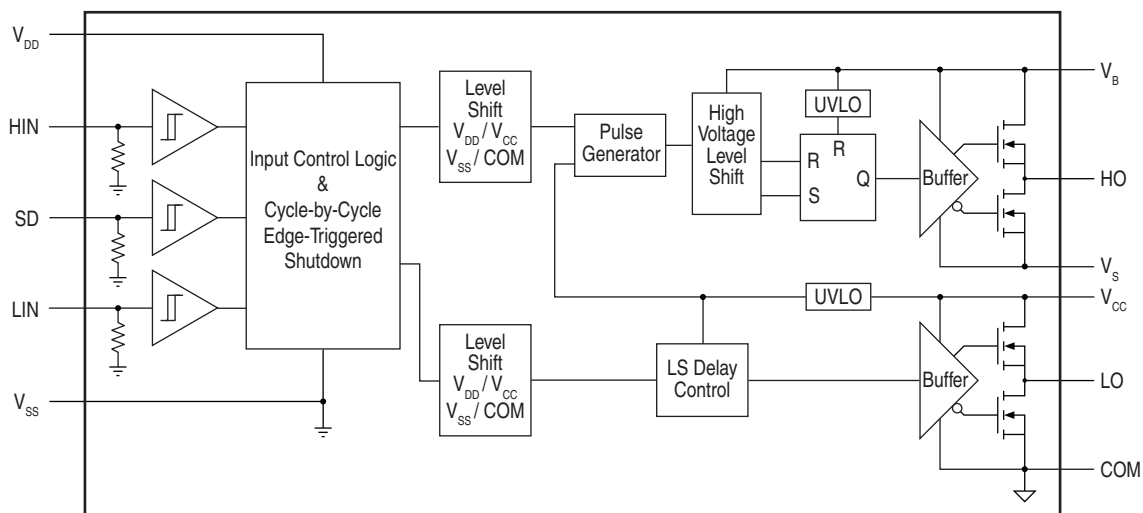 V_DD
HIN
SD
LIN
V_SS
Input Control Logic
&
Cycle-by-Cycle
Edge-Triggered
Shutdown
Level
Shift
V_DD / V_CC
V_SS / COM
Level
Shift
V_DD / V_CC
V_SS / COM
Pulse
Generator
High
Voltage
Level
Shift
UVLO
R
R
S
Q
Buffer
UVLO
LS Delay
Control
Buffer
V_B
HO
V_S
V_CC
LO
COM